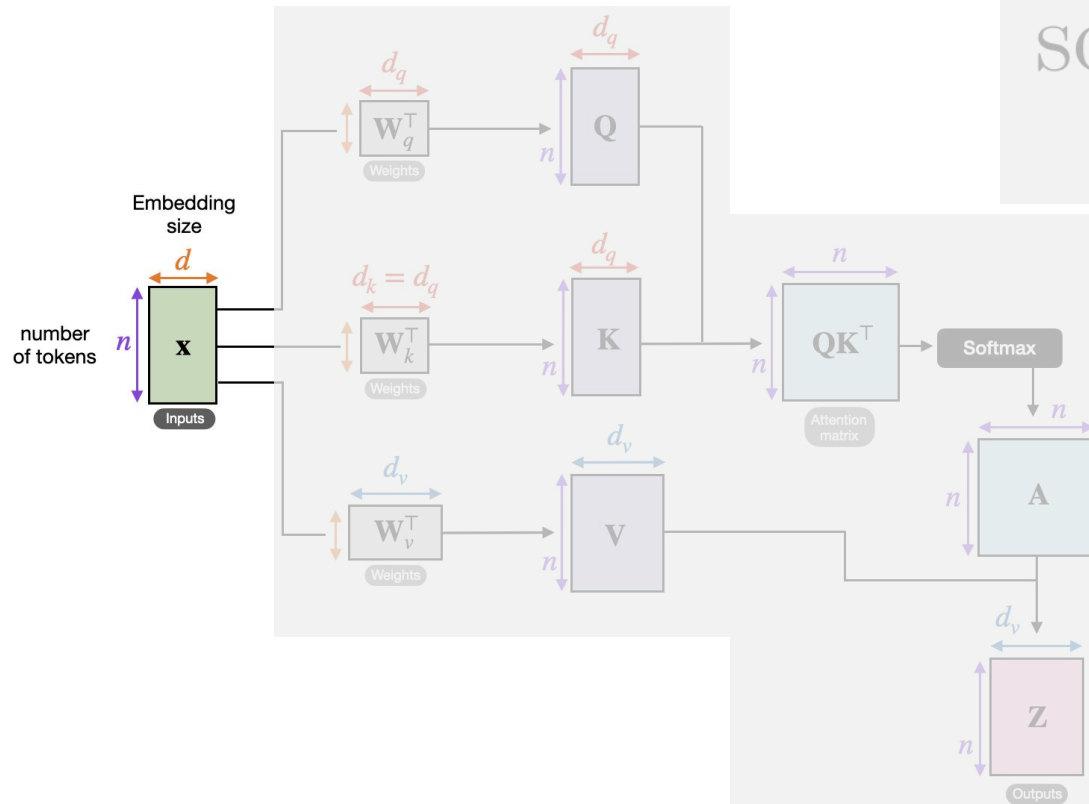 SC
d_q
d_q
W_q^⊤
Q
n
Weights
Embedding
size
d
d_k = d_q
d_q
number
of tokens
n
x
W_k^⊤
K
n
n
n
QK^⊤
Softmax
Inputs
Weights
Attention
matrix
n
d_v
d_v
n
A
W_v^⊤
V
n
Weights
d_v
n
Z
Outputs